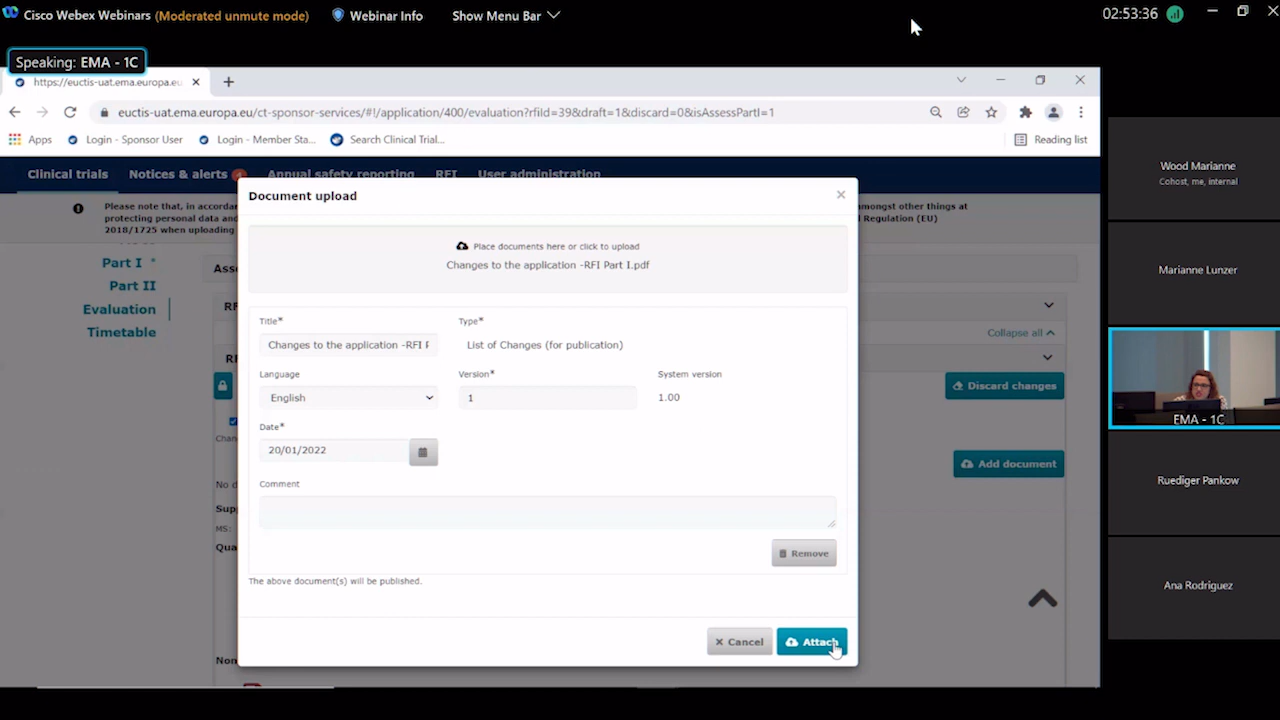 Cisco Webex Webinars (Moderated unmute mode)
Webinar Info
Show Menu Bar
02:53:36
Speaking: EMA - 1C
https://euctis-uat.ema.europa.eu
euctis-uat.ema.europa.eu/ct-sponsor-services/#!/application/400/evaluation?rfiId=39&draft=1&discard=0&isAssessPartI=1
Apps
Login - Sponsor User
Login - Member Sta...
Search Clinical Trial...
Reading list
Clinical trials
Notices & alerts
Annual safety reporting
RFI
User administration
Please note that, in accordan
amongst other things at
protecting personal data and
Regulation (EU)
2018/1725 when uploading
Part I *
Part II
Evaluation
Timetable
Ass
RF
Collapse all
RF
Discard changes
Chan
Add document
No d
Supp
MS:
Qua
Non
Document upload
Place documents here or click to upload
Changes to the application -RFI Part I.pdf
Title*
Type*
Changes to the application -RFI F
List of Changes (for publication)
Language
Version*
System version
English
1
1.00
Date*
20/01/2022
Comment
Remove
The above document(s) will be published.
Cancel
Attach
Wood Marianne
Cohost, me, internal
Marianne Lunzer
EMA - 1C
Ruediger Pankow
Ana Rodriguez